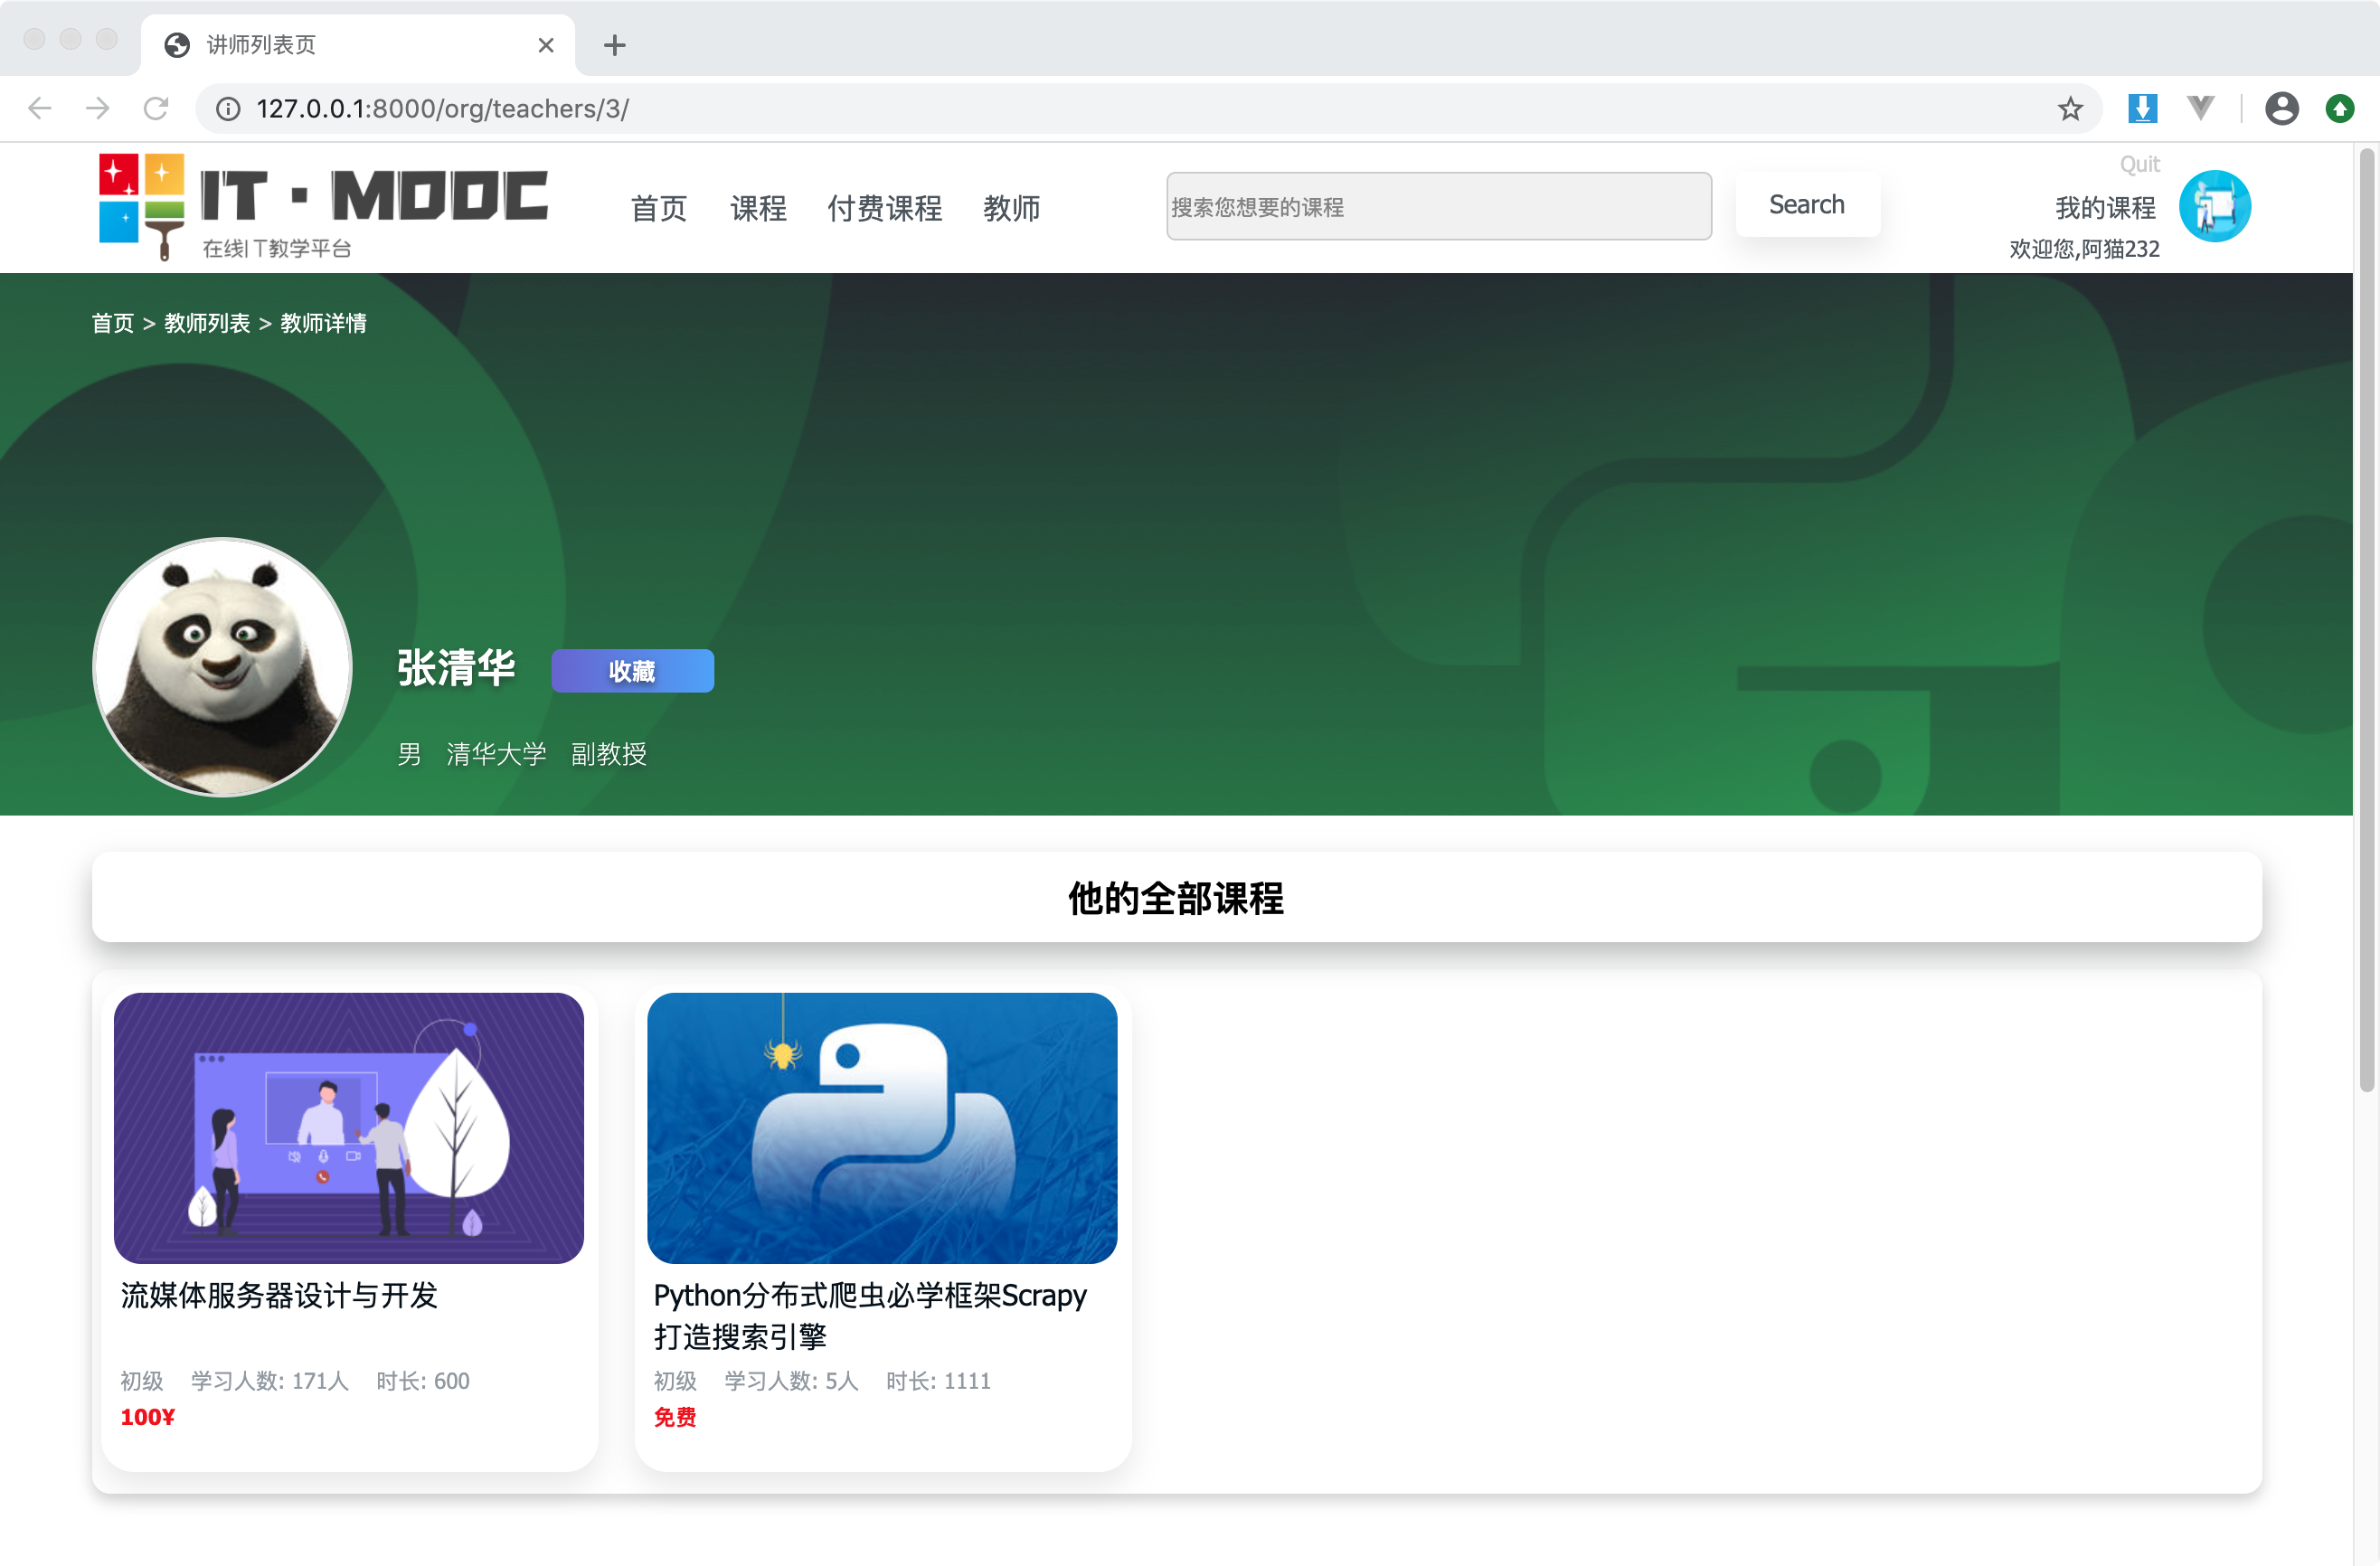 讲师列表页
127.0.0.1:8000/org/teachers/3/
IT·MOOC
在线IT教学平台
首页 课程 付费课程 教师
搜索您想要的课程
Search
Quit
我的课程
欢迎您,阿猫232
首页 > 教师列表 > 教师详情
张清华
收藏
男 清华大学 副教授
他的全部课程
流媒体服务器设计与开发
初级 学习人数: 171人 时长: 600
100¥
Python分布式爬虫必学框架Scrapy
打造搜索引擎
初级 学习人数: 5人 时长: 1111
免费